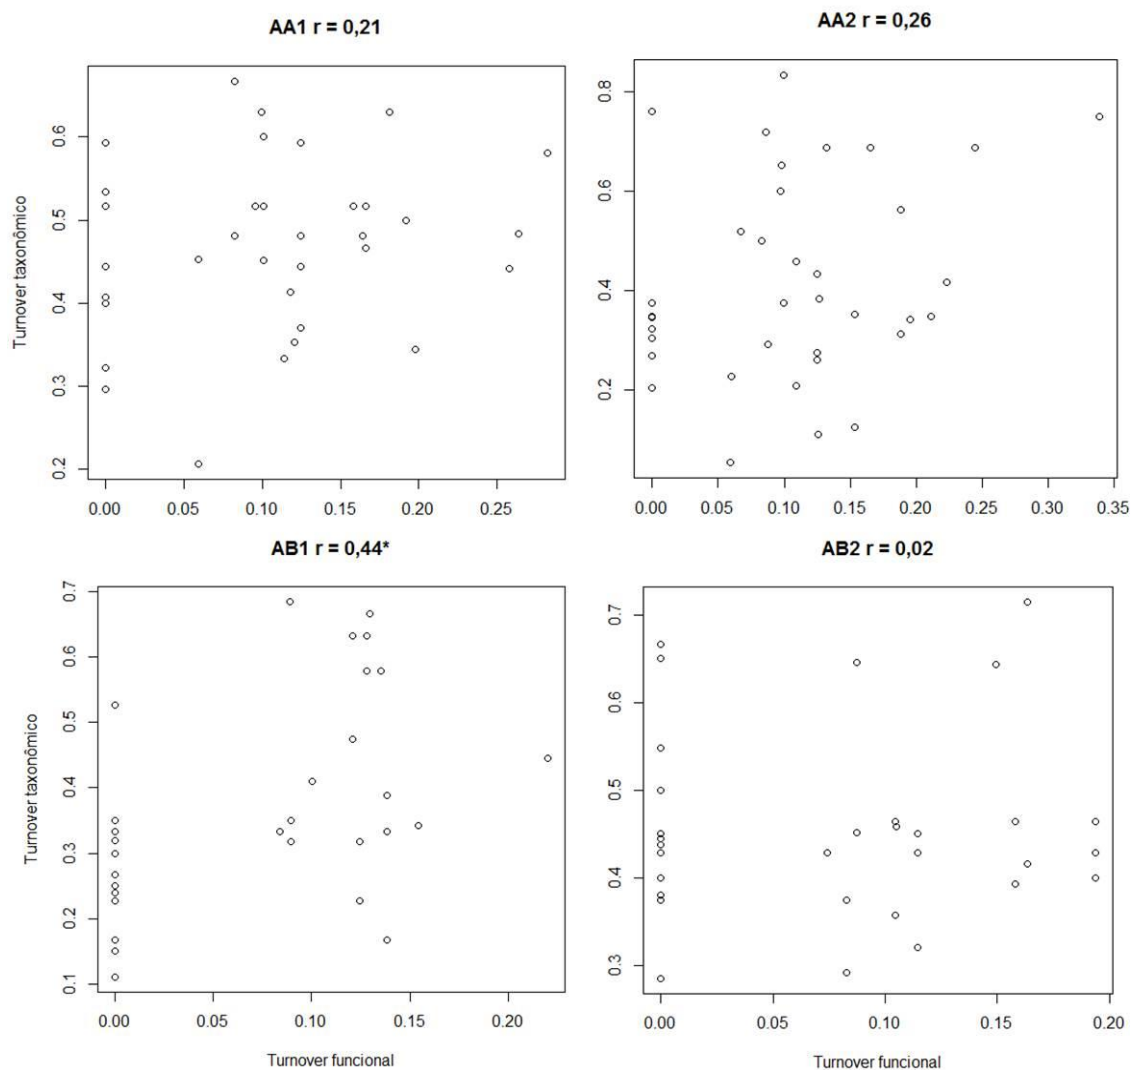 AA1 r = 0,21
0.2 0.3 0.4 0.5 0.6
Turnover taxonômico
0.00 0.05 0.10 0.15 0.20 0.25
AA2 r = 0,26
0.2 0.4 0.6 0.8
0.00 0.05 0.10 0.15 0.20 0.25 0.30 0.35
AB1 r = 0,44*
0.1 0.2 0.3 0.4 0.5 0.6 0.7
Turnover taxonômico
0.00 0.05 0.10 0.15 0.20
Turnover funcional
AB2 r = 0,02
0.3 0.4 0.5 0.6 0.7
0.00 0.05 0.10 0.15 0.20
Turnover funcional